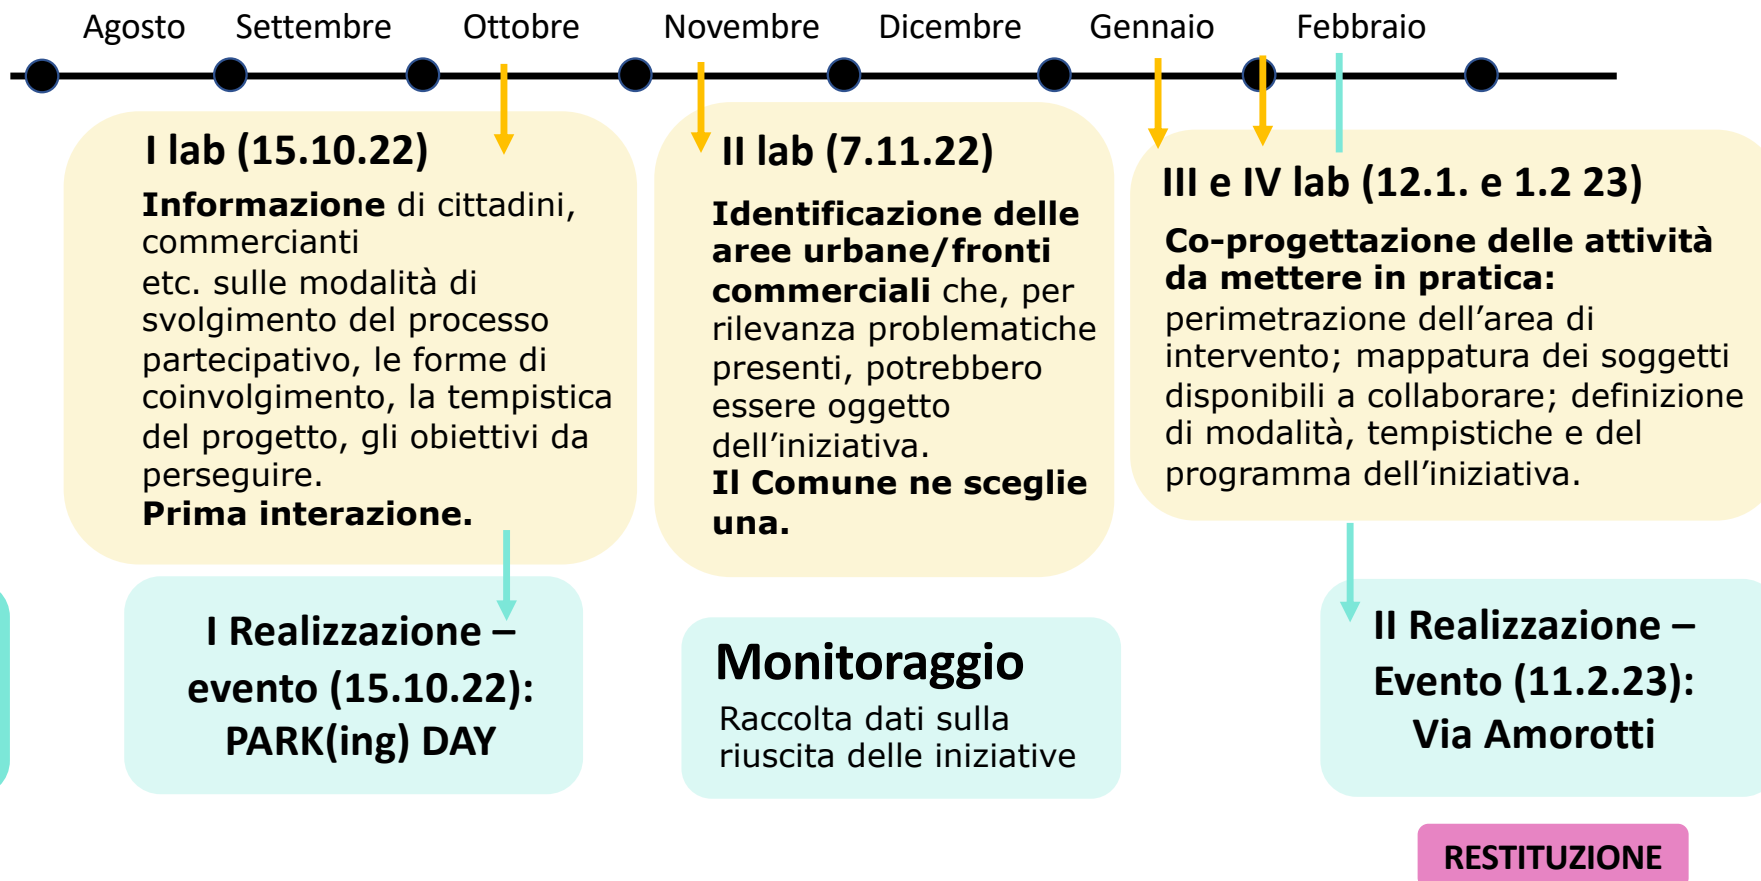 Agosto Settembre Ottobre Novembre Dicembre Gennaio Febbraio
I lab (15.10.22)
Informazione di cittadini,
commercianti
etc. sulle modalità di
svolgimento del processo
partecipativo, le forme di
coinvolgimento, la tempistica
del progetto, gli obiettivi da
perseguire.
Prima interazione.
II lab (7.11.22)
Identificazione delle
aree urbane/fronti
commerciali che, per
rilevanza problematiche
presenti, potrebbero
essere oggetto
dell’iniziativa.
Il Comune ne sceglie
una.
III e IV lab (12.1. e 1.2 23)
Co-progettazione delle attività
da mettere in pratica:
perimetrazione dell’area di
intervento; mappatura dei soggetti
disponibili a collaborare; definizione
di modalità, tempistiche e del
programma dell’iniziativa.
I Realizzazione –
evento (15.10.22):
PARK(ing) DAY
Monitoraggio
Raccolta dati sulla
riuscita delle iniziative
II Realizzazione –
Evento (11.2.23):
Via Amorotti
RESTITUZIONE